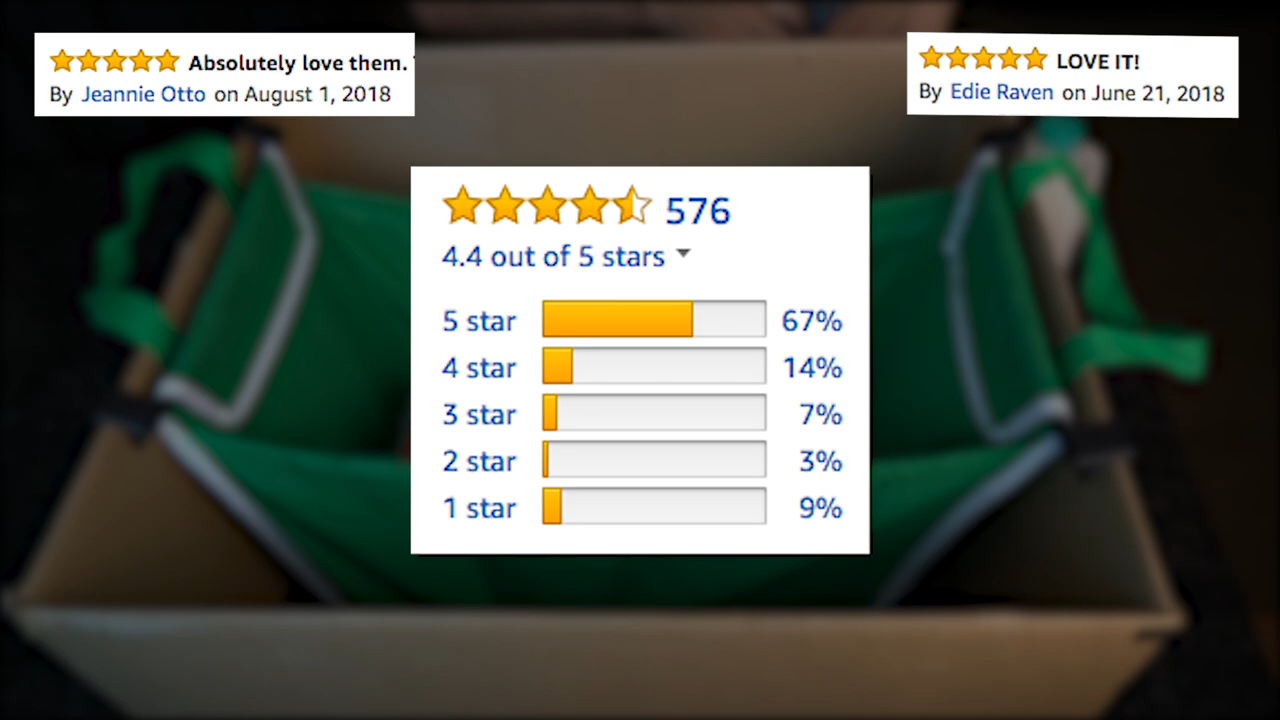 Absolutely love them.
By Jeannie Otto on August 1, 2018
LOVE IT!
By Edie Raven on June 21, 2018
576
4.4 out of 5 stars
5 star 67%
4 star 14%
3 star 7%
2 star 3%
1 star 9%